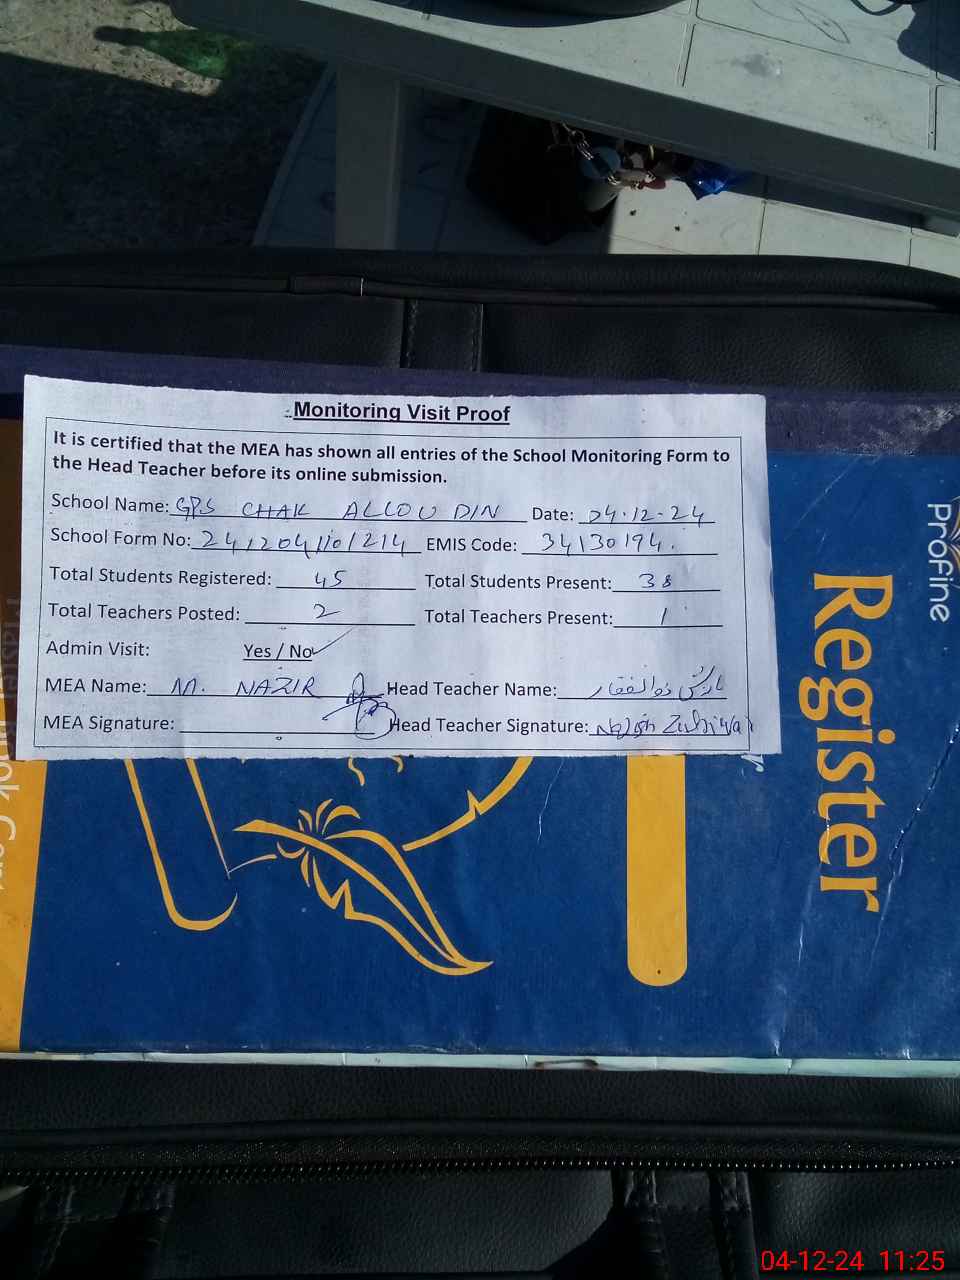 Monitoring Visit Proof
It is certified that the MEA has shown all entries of the School Monitoring Form to
the Head Teacher before its online submission.
School Name: GPS CHAK ALLOU DIN Date: 04.12.24
School Form No: 2412041101214 EMIS Code: 34130194.
Total Students Registered: 45 Total Students Present: 38
Total Teachers Posted: 2 Total Teachers Present: 1
Admin Visit: Yes / No
MEA Name: M. NAZIR Head Teacher Name: ذوالفقار
MEA Signature: Head Teacher Signature:
Profine
Register
04-12-24 11:25